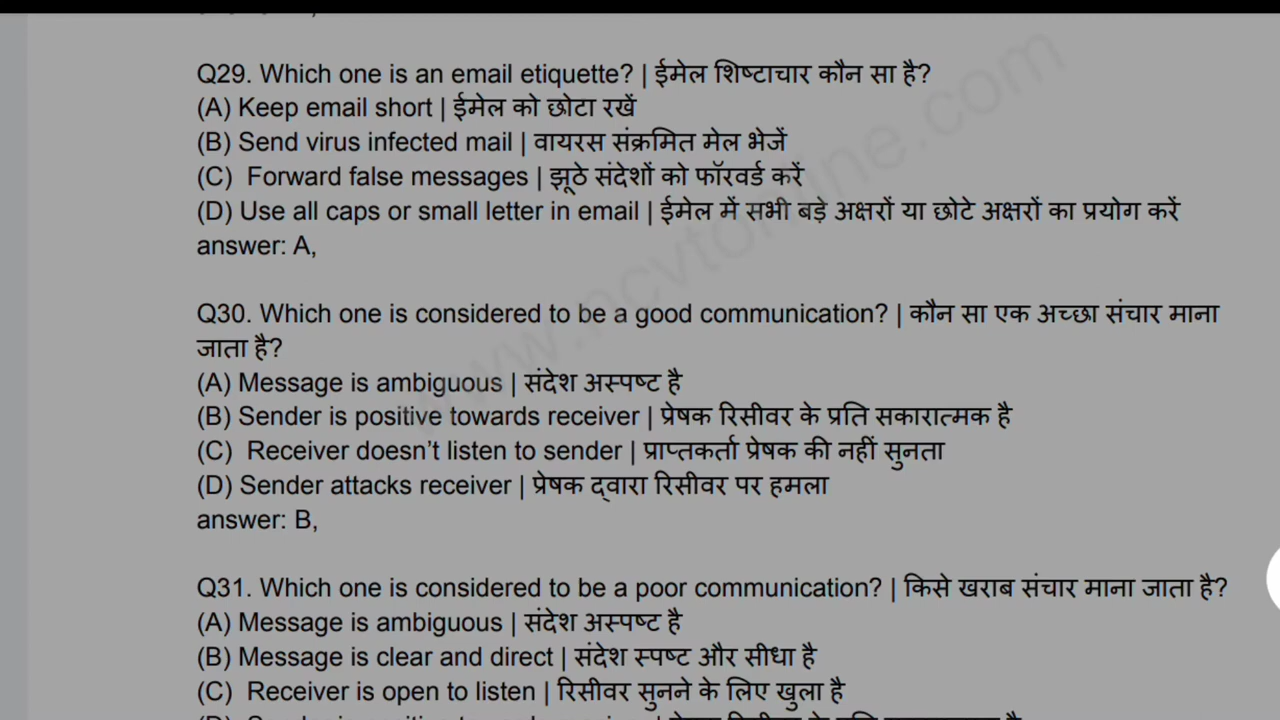 Q29. Which one is an email etiquette? | ईमेल शिष्टाचार कौन सा है?
(A) Keep email short | ईमेल को छोटा रखें
(B) Send virus infected mail | वायरस संक्रमित मेल भेजें
(C) Forward false messages | झूठे संदेशों को फॉरवर्ड करें
(D) Use all caps or small letter in email | ईमेल में सभी बड़े अक्षरों या छोटे अक्षरों का प्रयोग करें
answer: A,
Q30. Which one is considered to be a good communication? | कौन सा एक अच्छा संचार माना
जाता है?
(A) Message is ambiguous | संदेश अस्पष्ट है
(B) Sender is positive towards receiver | प्रेषक रिसीवर के प्रति सकारात्मक है
(C) Receiver doesn’t listen to sender | प्राप्तकर्ता प्रेषक की नहीं सुनता
(D) Sender attacks receiver | प्रेषक द्वारा रिसीवर पर हमला
answer: B,
Q31. Which one is considered to be a poor communication? | किसे खराब संचार माना जाता है?
(A) Message is ambiguous | संदेश अस्पष्ट है
(B) Message is clear and direct | संदेश स्पष्ट और सीधा है
(C) Receiver is open to listen | रिसीवर सुनने के लिए खुला है
www.ncvtonline.com